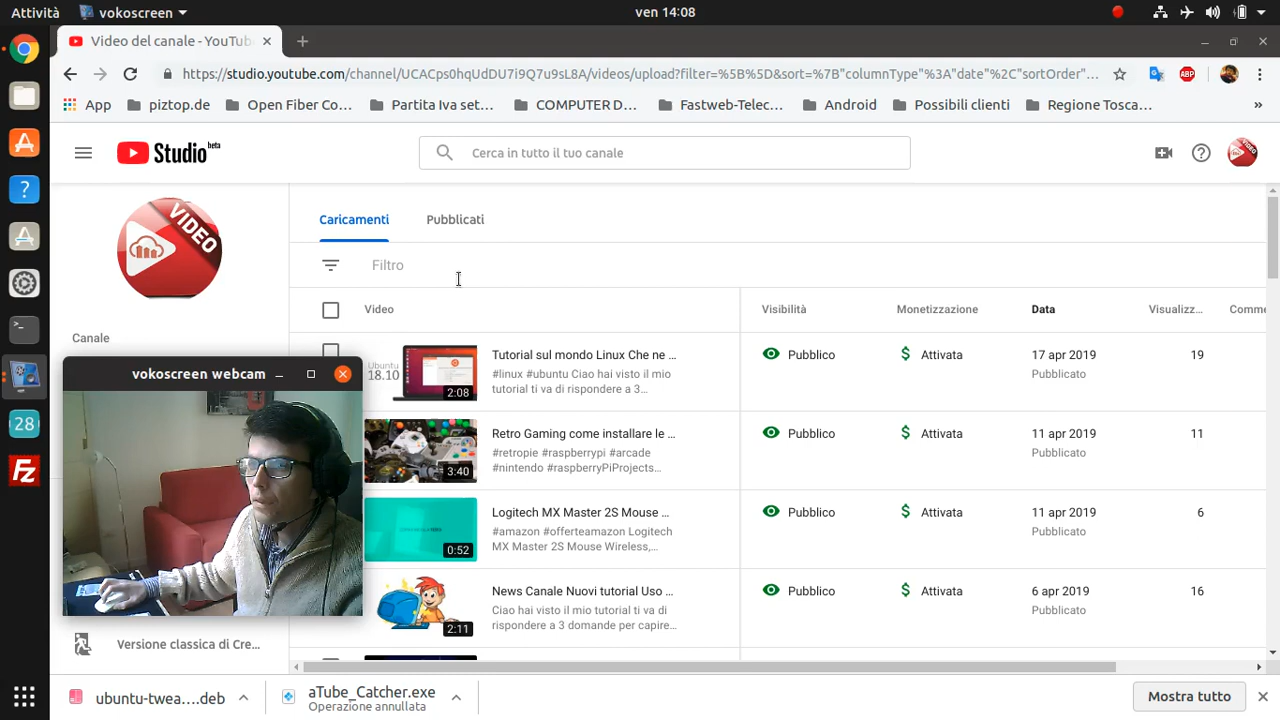 Attività
vokoscreen
ven 14:08
Video del canale - YouTub
https://studio.youtube.com/channel/UCACps0hqUdDU7i9Q7u9sL8A/videos/upload?filter=%5B%5D&sort=%7B"columnType"%3A"date"%2C"sortOrder"...
ABP
App
piztop.de
Open Fiber Co...
Partita Iva set...
COMPUTER D...
Fastweb-Telec...
Android
Possibili clienti
Regione Tosca...
»
Studio beta
Cerca in tutto il tuo canale
VIDEO
VIDEO
Caricamenti
Pubblicati
Filtro
Video
Visibilità
Monetizzazione
Data
Visualizz...
Comme
Canale
Ubuntu
18.10
2:08
Tutorial sul mondo Linux Che ne ...
#linux #ubuntu Ciao hai visto il mio
tutorial ti va di rispondere a 3...
Pubblico
Attivata
17 apr 2019
Pubblicato
19
vokoscreen webcam
3:40
Retro Gaming come installare le ...
#retropie #raspberrypi #arcade
#nintendo #raspberryPiProjects...
Pubblico
Attivata
11 apr 2019
Pubblicato
11
28
Fz
0:52
Logitech MX Master 2S Mouse ...
#amazon #offerteamazon Logitech
MX Master 2S Mouse Wireless,...
Pubblico
Attivata
11 apr 2019
Pubblicato
6
2:11
News Canale Nuovi tutorial Uso ...
Ciao hai visto il mio tutorial ti va di
rispondere a 3 domande per capire...
Pubblico
Attivata
6 apr 2019
Pubblicato
16
Versione classica di Cre...
ubuntu-twea....deb
aTube_Catcher.exe
Operazione annullata
Mostra tutto